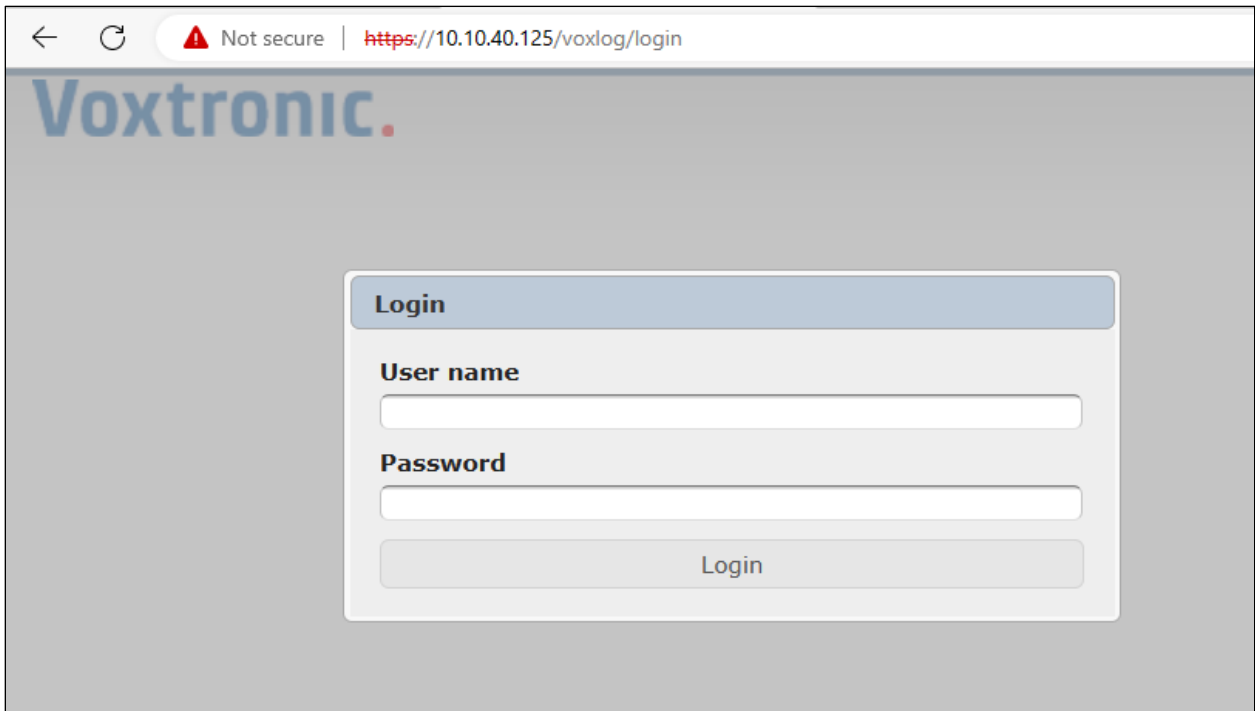 Not secure | https://10.10.40.125/voxlog/login
Voxtronic.
Login
User name
Password
Login